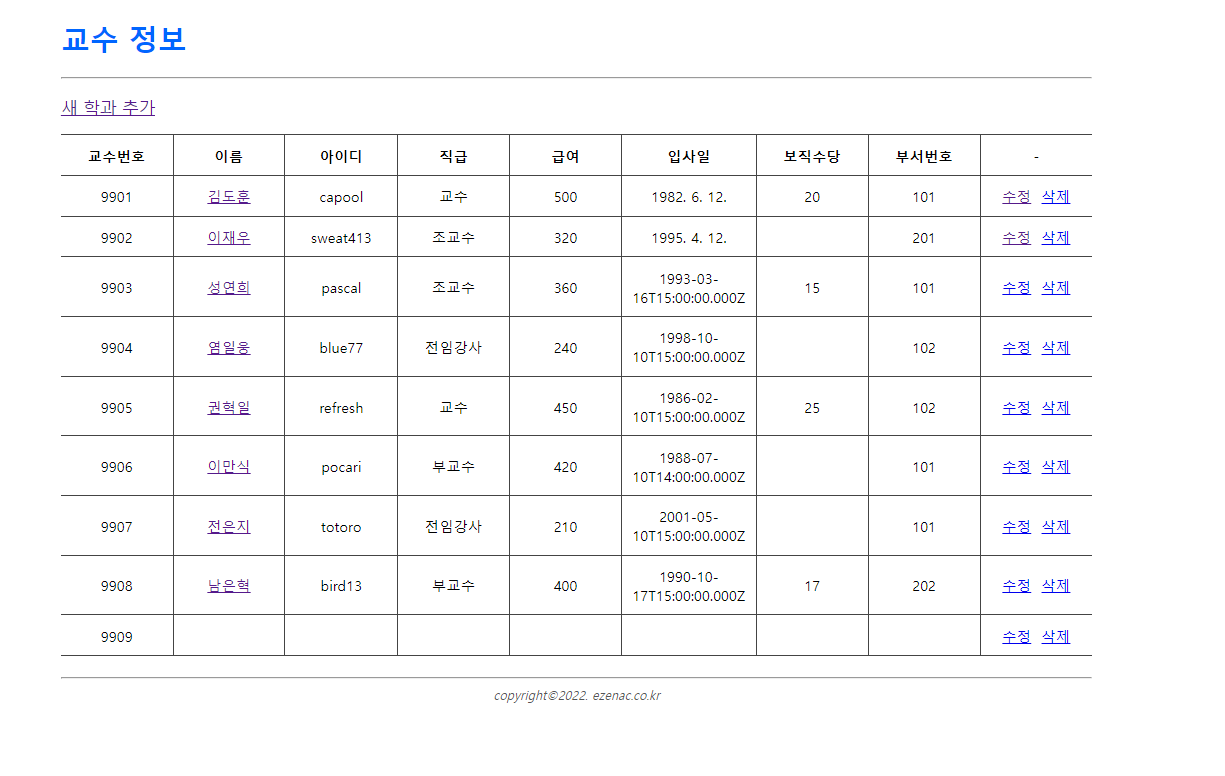 교수 정보
새 학과 추가
교수번호 이름 아이디 직급 급여 입사일 보직수당 부서번호 -
9901 김도훈 capool 교수 500 1982. 6. 12. 20 101 수정 삭제
9902 이재우 sweat413 조교수 320 1995. 4. 12. 201 수정 삭제
9903 성연희 pascal 조교수 360 1993-03-16T15:00:00.000Z 15 101 수정 삭제
9904 염일웅 blue77 전임강사 240 1998-10-10T15:00:00.000Z 102 수정 삭제
9905 권혁일 refresh 교수 450 1986-02-10T15:00:00.000Z 25 102 수정 삭제
9906 이만식 pocari 부교수 420 1988-07-10T14:00:00.000Z 101 수정 삭제
9907 전은지 totoro 전임강사 210 2001-05-10T15:00:00.000Z 101 수정 삭제
9908 남은혁 bird13 부교수 400 1990-10-17T15:00:00.000Z 17 202 수정 삭제
9909 수정 삭제
copyright©2022. ezenac.co.kr